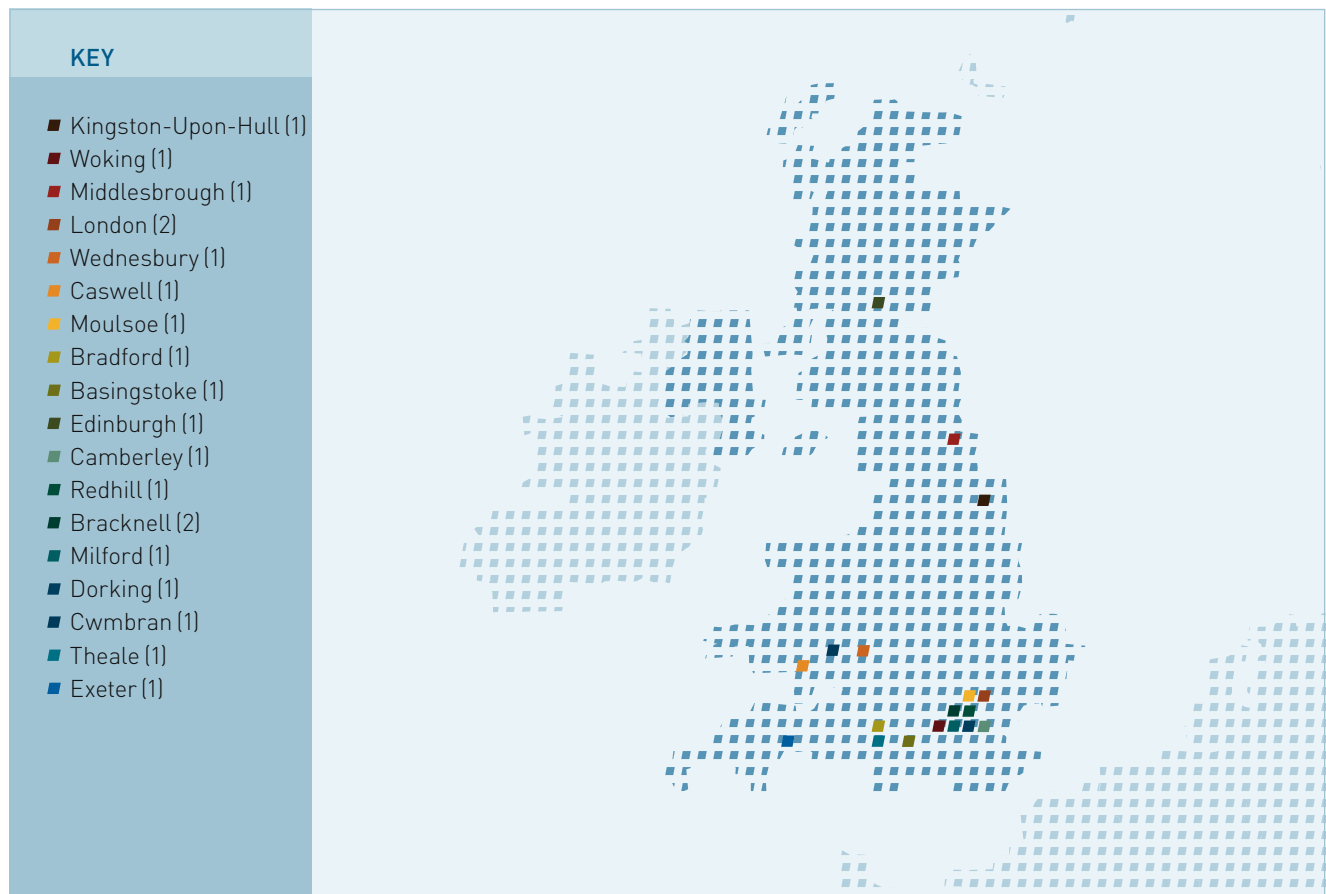 KEY
Kingston-Upon-Hull (1)
Woking (1)
Middlesbrough (1)
London (2)
Wednesbury (1)
Caswell (1)
Moulsoe (1)
Bradford (1)
Basingstoke (1)
Edinburgh (1)
Camberley (1)
Redhill (1)
Bracknell (2)
Milford (1)
Dorking (1)
Cwmbran (1)
Theale (1)
Exeter (1)